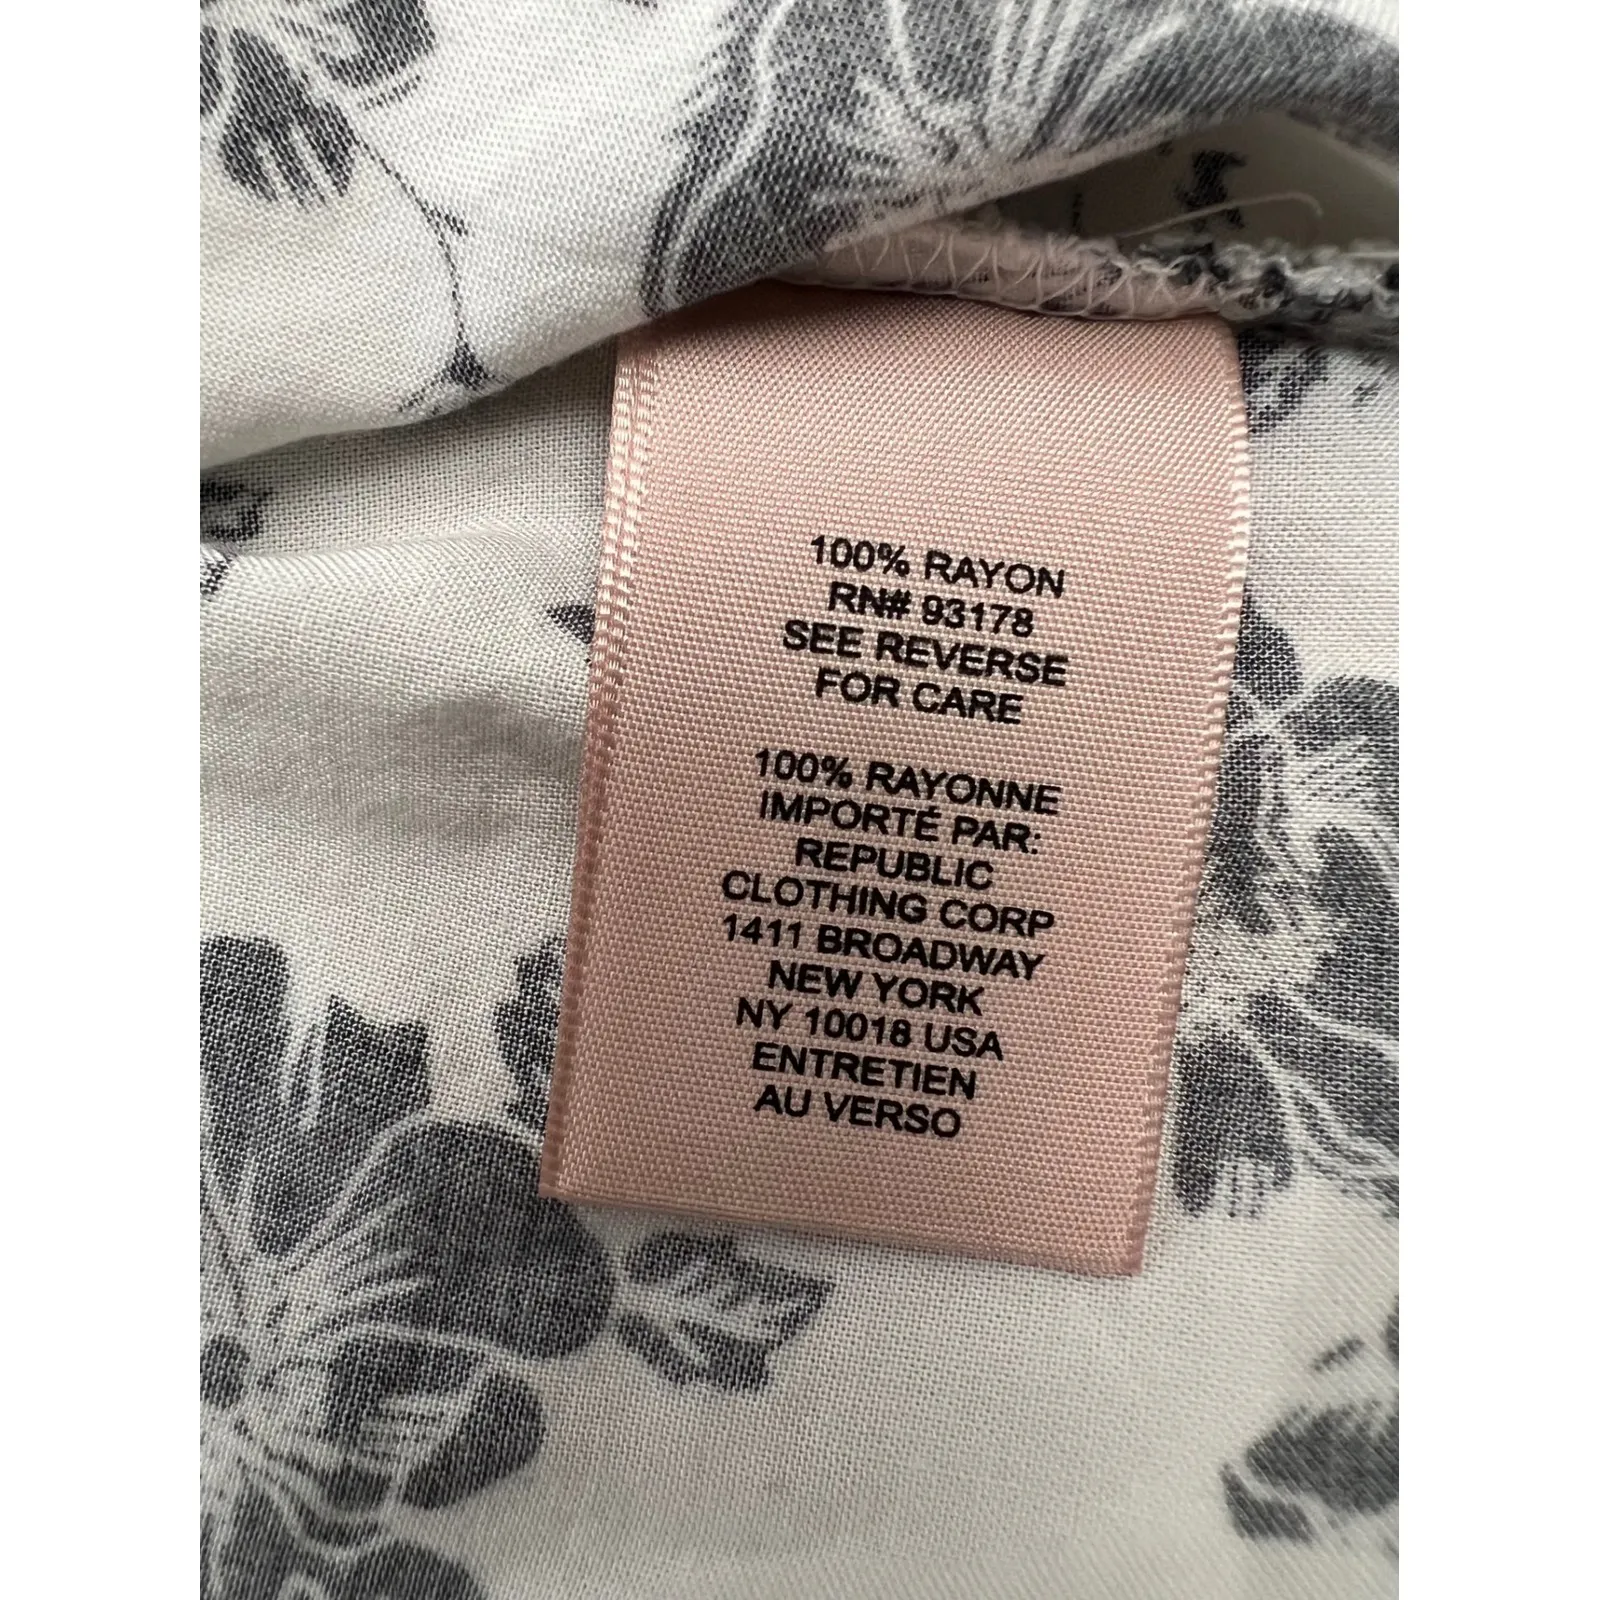 100% RAYON
RN# 93178
SEE REVERSE
FOR CARE
100% RAYONNE
IMPORTÉ PAR:
REPUBLIC
CLOTHING CORP
1411 BROADWAY
NEW YORK
NY 10018 USA
ENTRETIEN
AU VERSO